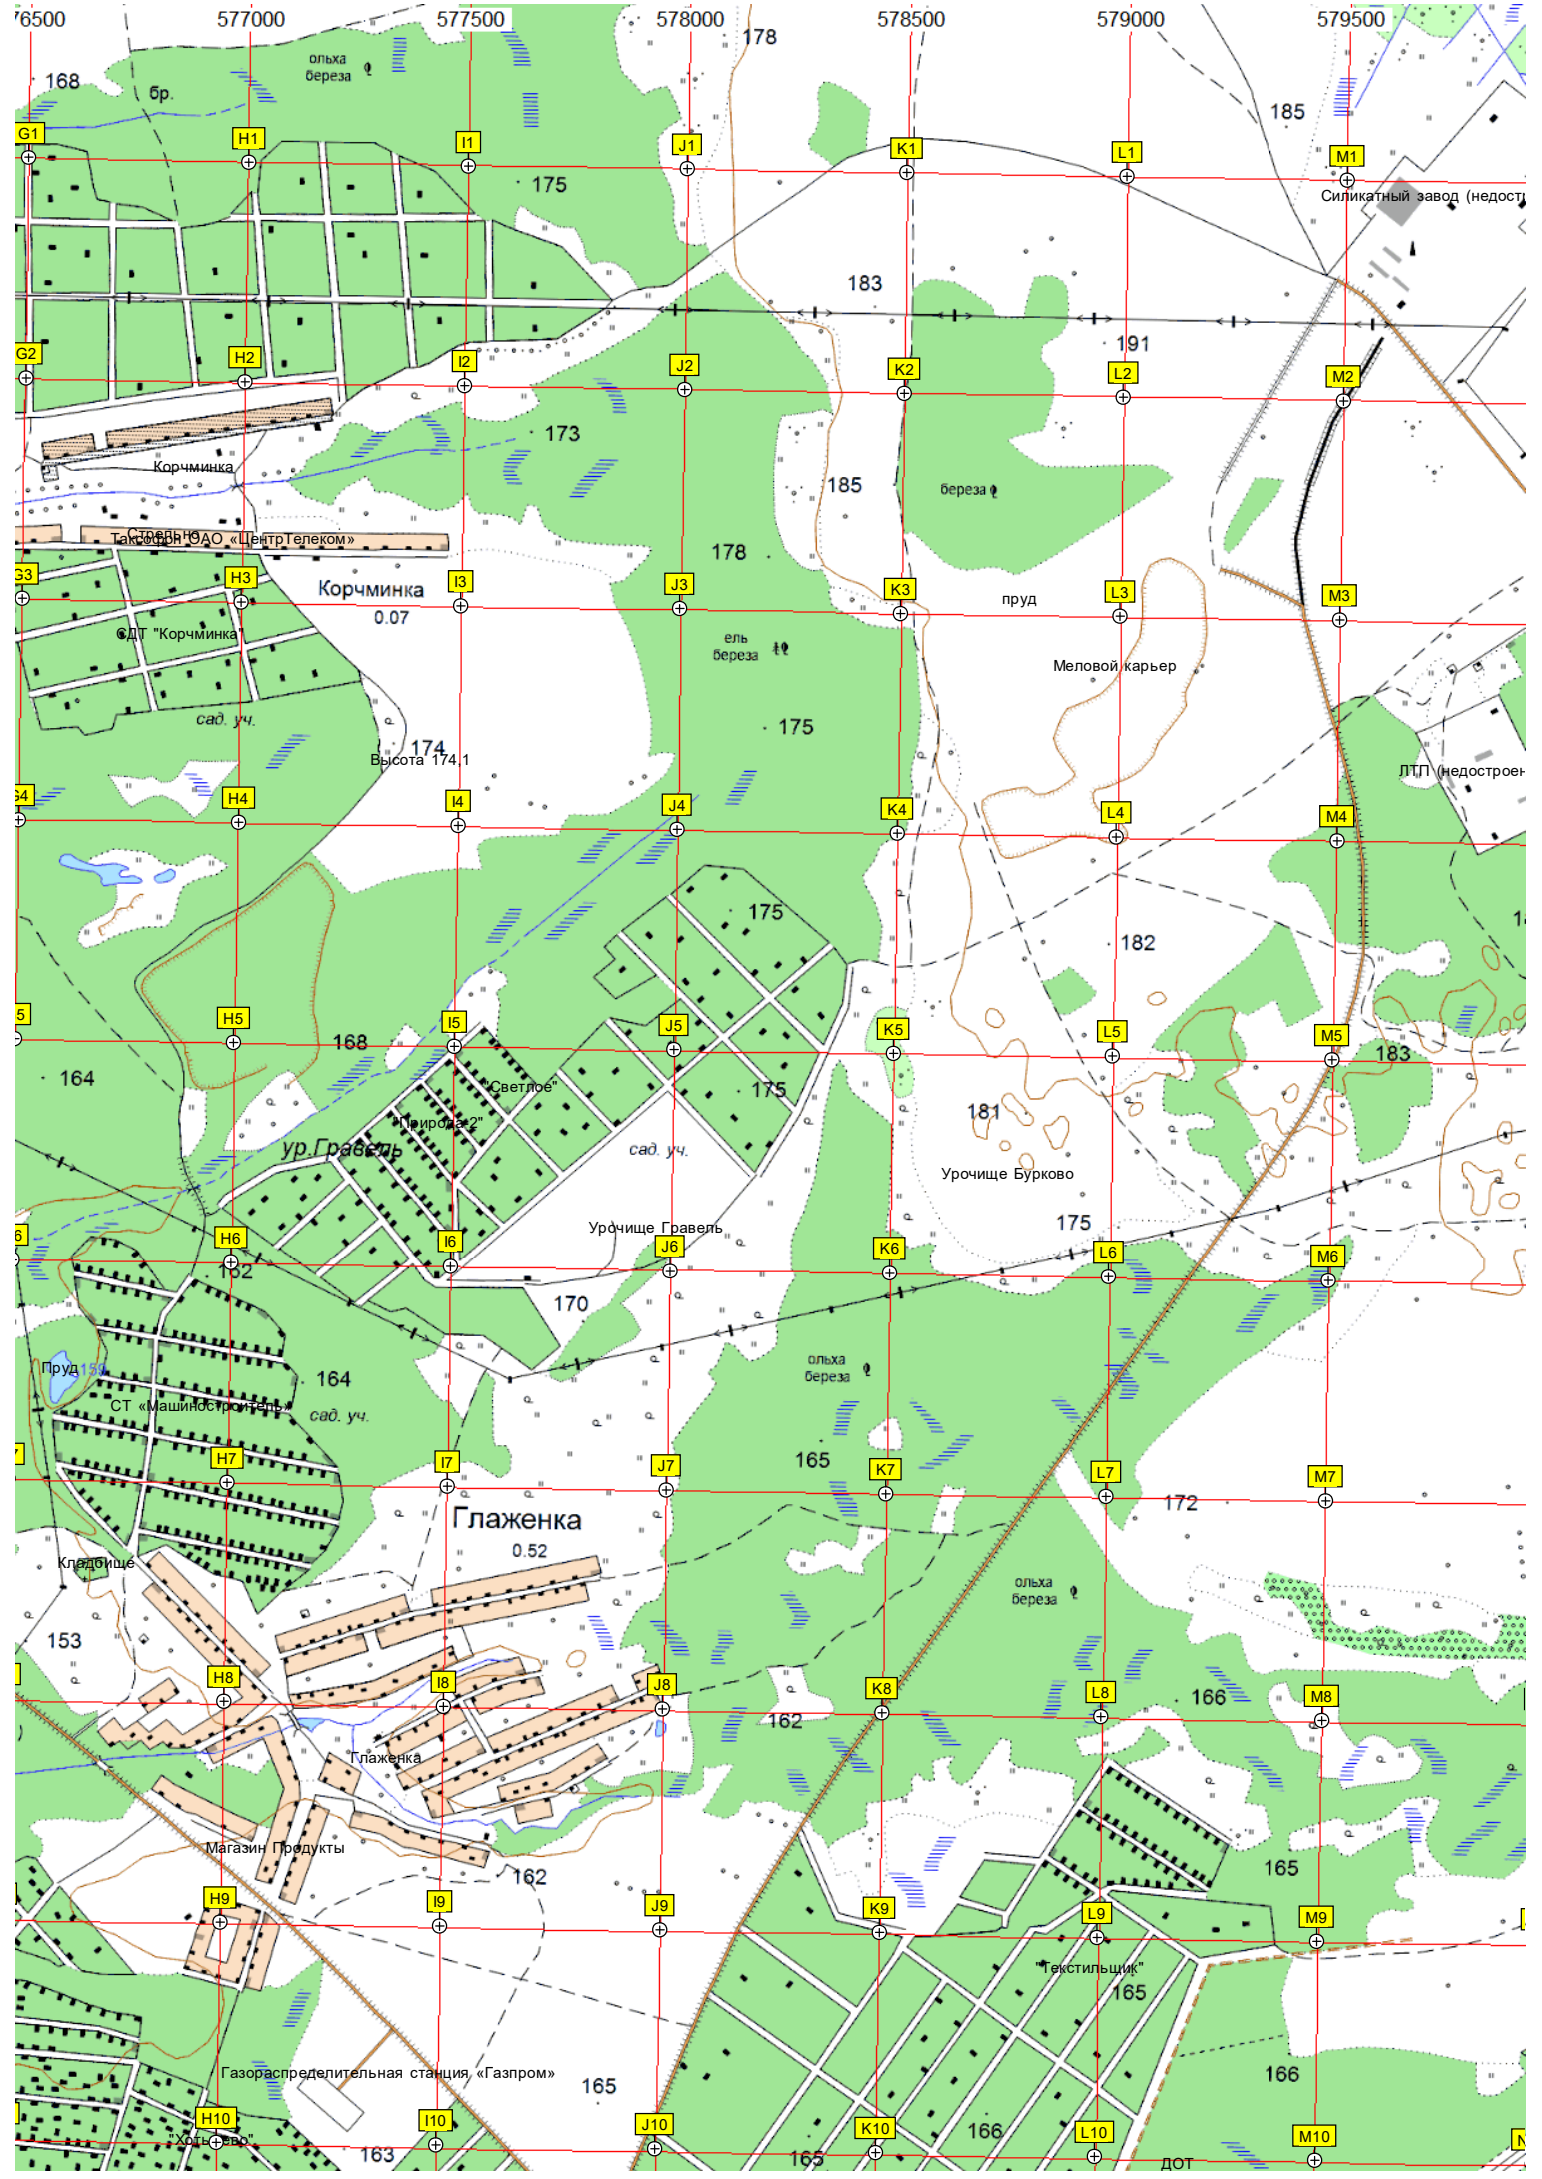 76500 577000 577500 578000 578500 579000 579500
178
ольха
береза
168
бр.
185
G1 H1 I1 J1 K1 L1 M1
175
Силикатный завод
183
191
G2 H2 I2 J2 K2 L2 M2
173
Корчминка
185
береза
Стрельно
Таксофон ОАО «ЦентрТелеком»
178
G3 H3 I3 J3 K3 L3 M3
Корчминка
0.07
пруд
СДТ "Корчминка"
ель
береза
Меловой карьер
сад. уч.
175
174
Высота 174,1
ЛТП
G4 H4 I4 J4 K4 L4 M4
175
182
5 H5 I5 J5 K5 L5 M5
168
183
164
"Светлое"
175
181
"Природа-2"
ур.Гравель
сад. уч.
Урочище Бурково
175
Урочище Гравель
6 H6 I6 J6 K6 L6 M6
162
170
ольха
береза
Пруд
159
164
СТ «Машиностроитель»
сад. уч.
165
7 H7 I7 J7 K7 L7 M7
172
Глаженка
0.52
Кладбище
ольха
береза
153
H8 I8 J8 K8 L8 M8
166
162
Глаженка
Магазин Продукты
165
162
H9 I9 J9 K9 L9 M9
"Текстильщик"
165
Газораспределительная станция «Газпром»
165
166
H10 I10 J10 K10 L10 M10 N
"Хотьково"
166
163
165
ДОТ